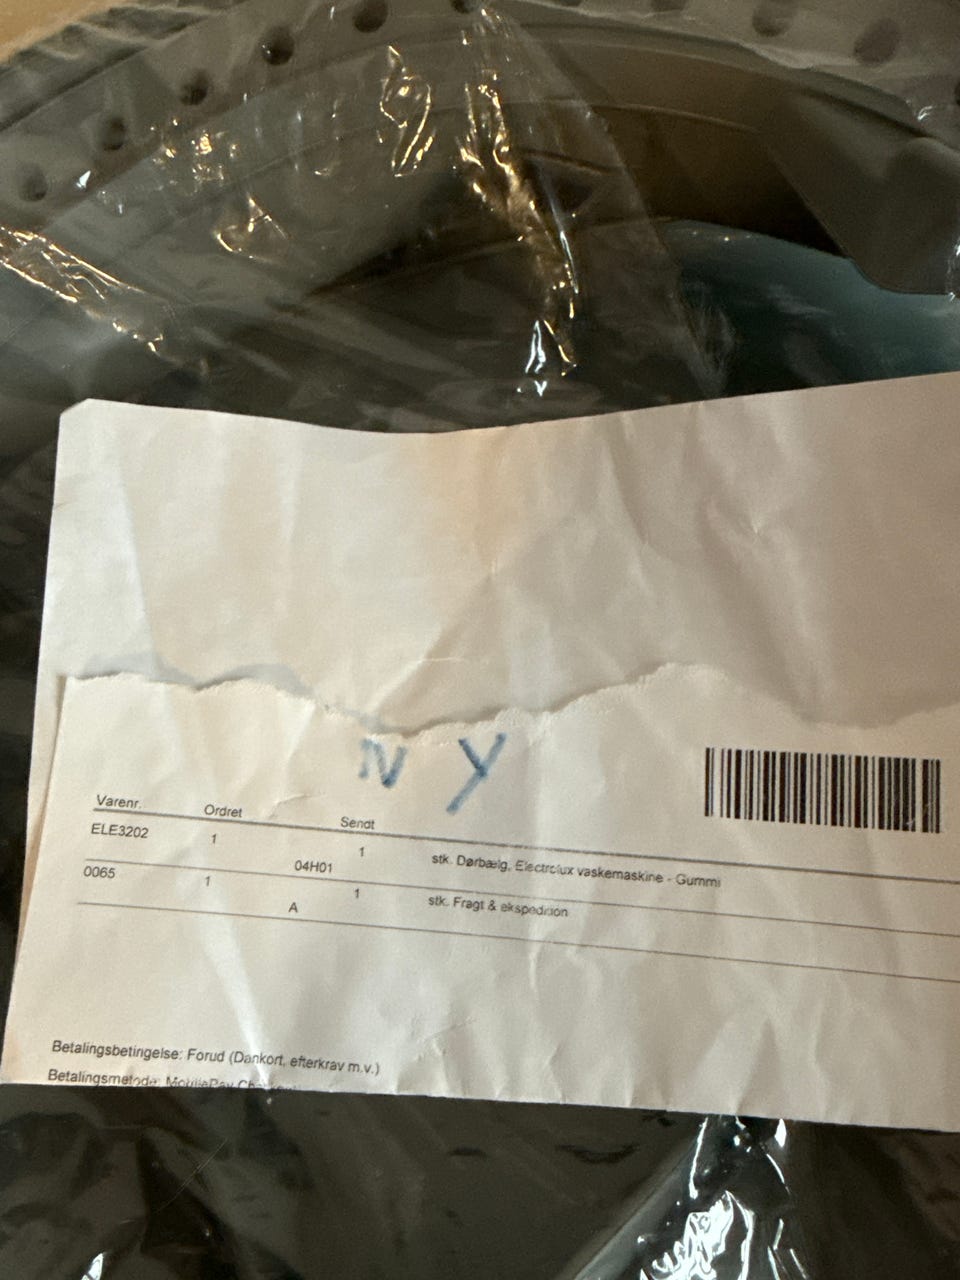 NY
Varenr. Ordret Sendt
ELE3202 1 04H01 1 stk. Dørbælg, Electrolux vaskemaskine - Gummi
0065 1 A 1 stk. Fragt & ekspedition
Betalingsbetingelse: Forud (Dankort, efterkrav m.v.)
Betalingsmetode: MobilePay